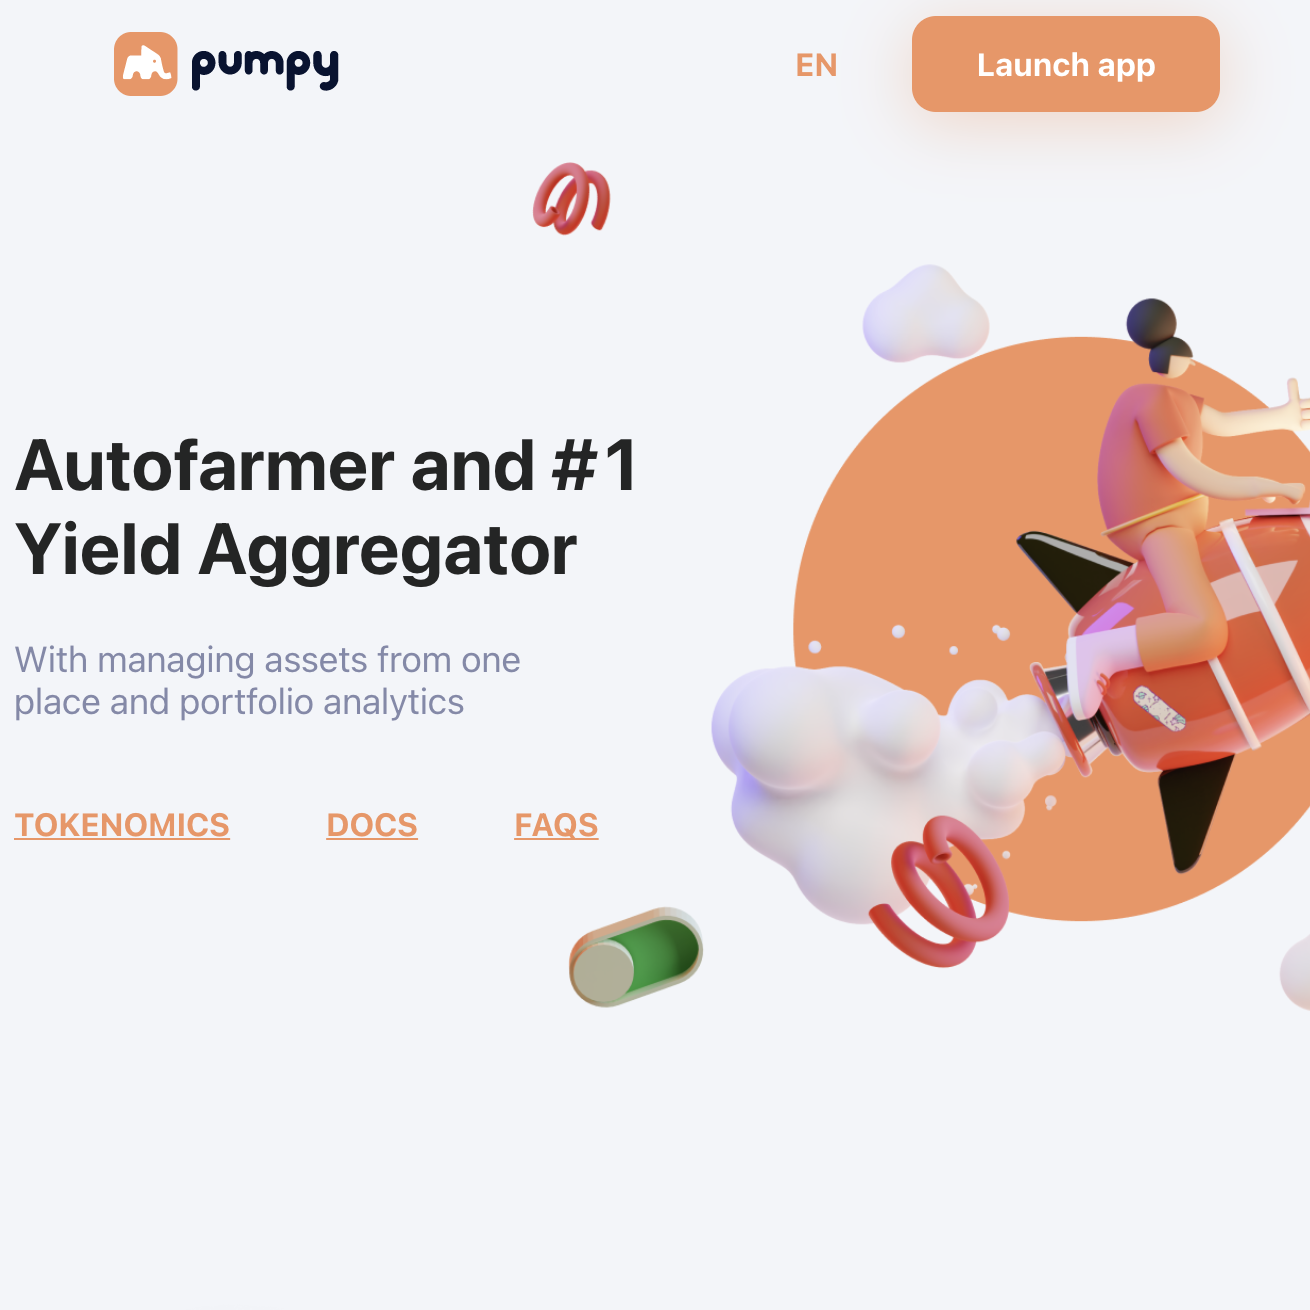 pumpy
EN
Launch app
Autofarmer and #1
Yield Aggregator
With managing assets from one
place and portfolio analytics
TOKENOMICS
DOCS
FAQS